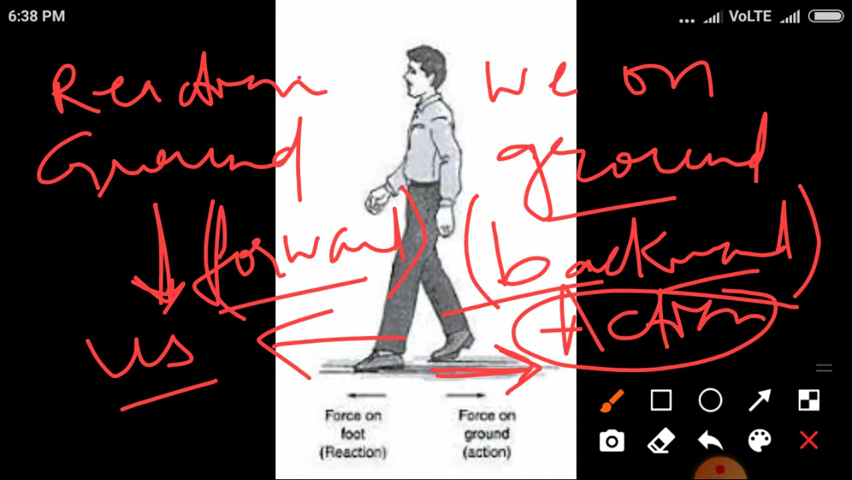 6:38 PM
... VoLTE
Reaction
Ground
(forward)
us
we on
ground
(backward)
Action
Force on
foot
(Reaction)
Force on
ground
(action)